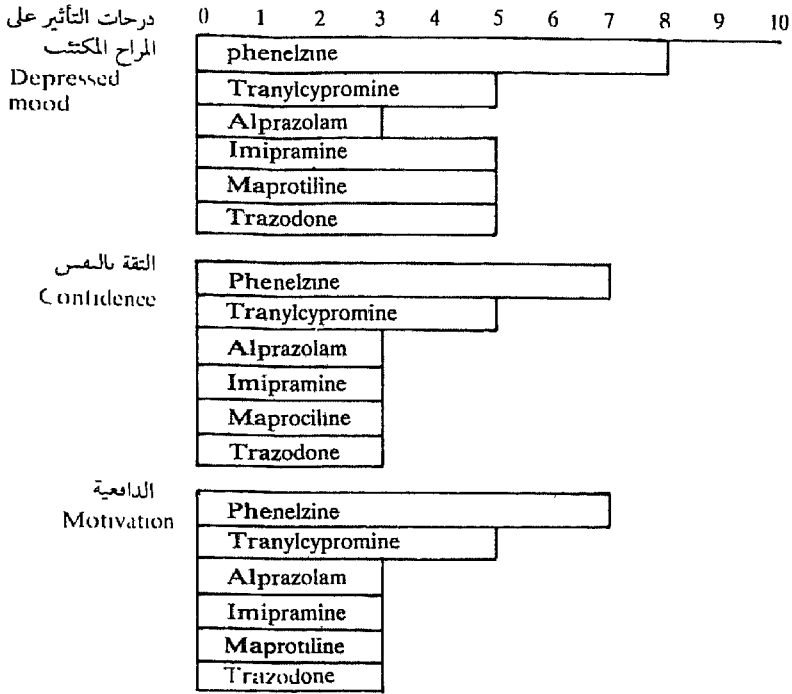 درجات التأثير على 0 1 2 3 4 5 6 7 8 9 10
المراح المكتئب phenelzine
Depressed Tranylcypromine
mood
Alprazolam
Imipramine
Maprotiline
Trazodone
التقة بالنفس Phenelzine
Confidence Tranylcypromine
Alprazolam
Imipramine
Maprociline
Trazodone
الدافعية Phenelzine
Motivation Tranylcypromine
Alprazolam
Imipramine
Maprotiline
Trazodone